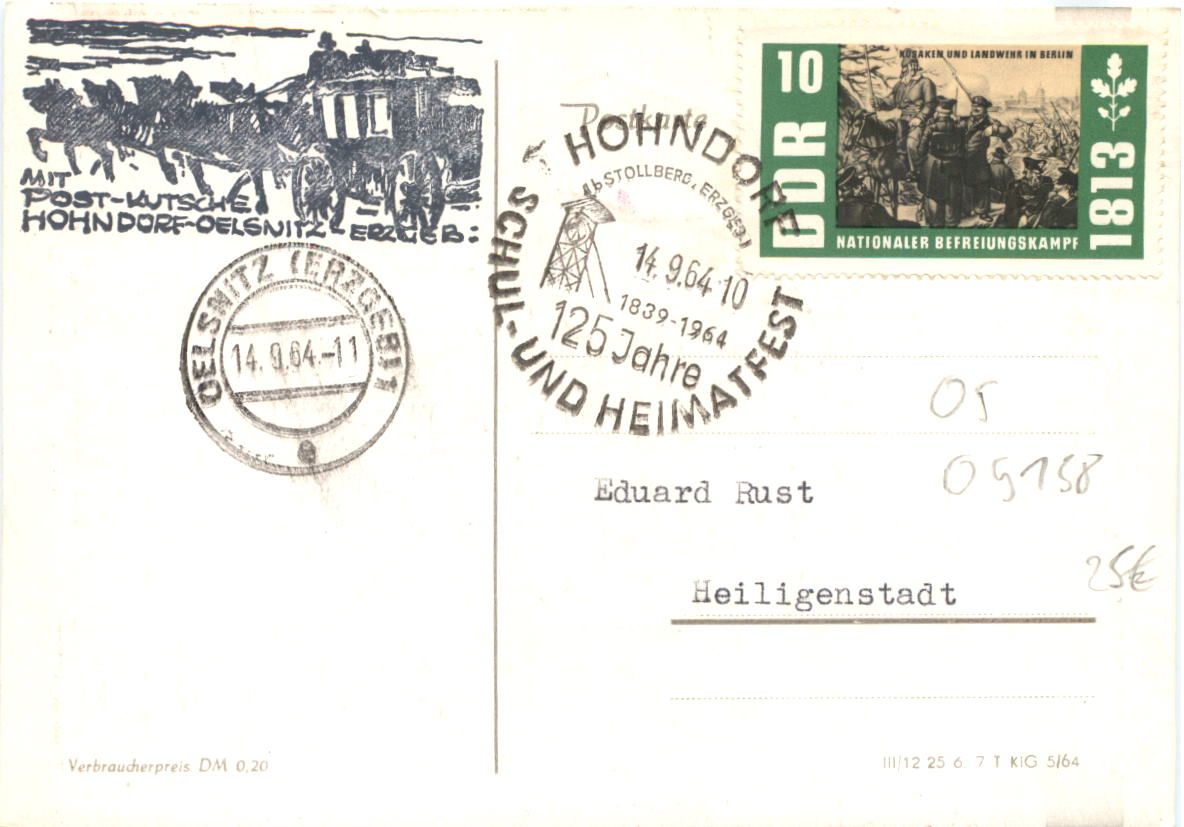 MIT
POST-KUTSCHE
HOHNDORF-OELSNITZ-ERZGEB:
OELSNITZ (ERZGEB) 1
14.9.64-11
Postkarte
HOHNDORF
STOLLBERG, ERZGEB
14.9.64-10
1839-1964
125 Jahre
SCHUL- UND HEIMATFEST
KOSAKEN UND LANDWEHR IN BERLIN
DDR 10
1813
NATIONALER BEFREIUNGSKAMPF
Eduard Rust
Heiligenstadt
25€
Verbraucherpreis DM 0,20
III/12 25 6. 7 T KIG 5/64